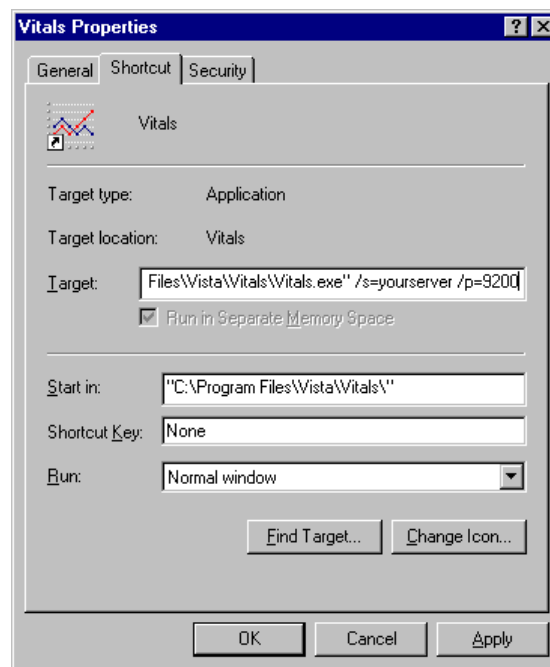 Vitals Properties
General Shortcut Security
Vitals
Target type: Application
Target location: Vitals
Target: Files\Vista\Vitals\Vitals.exe" /s=yourserver /p=9200
Run in Separate Memory Space
Start in: "C:\Program Files\Vista\Vitals\"
Shortcut Key: None
Run: Normal window
Find Target... Change Icon...
OK Cancel Apply